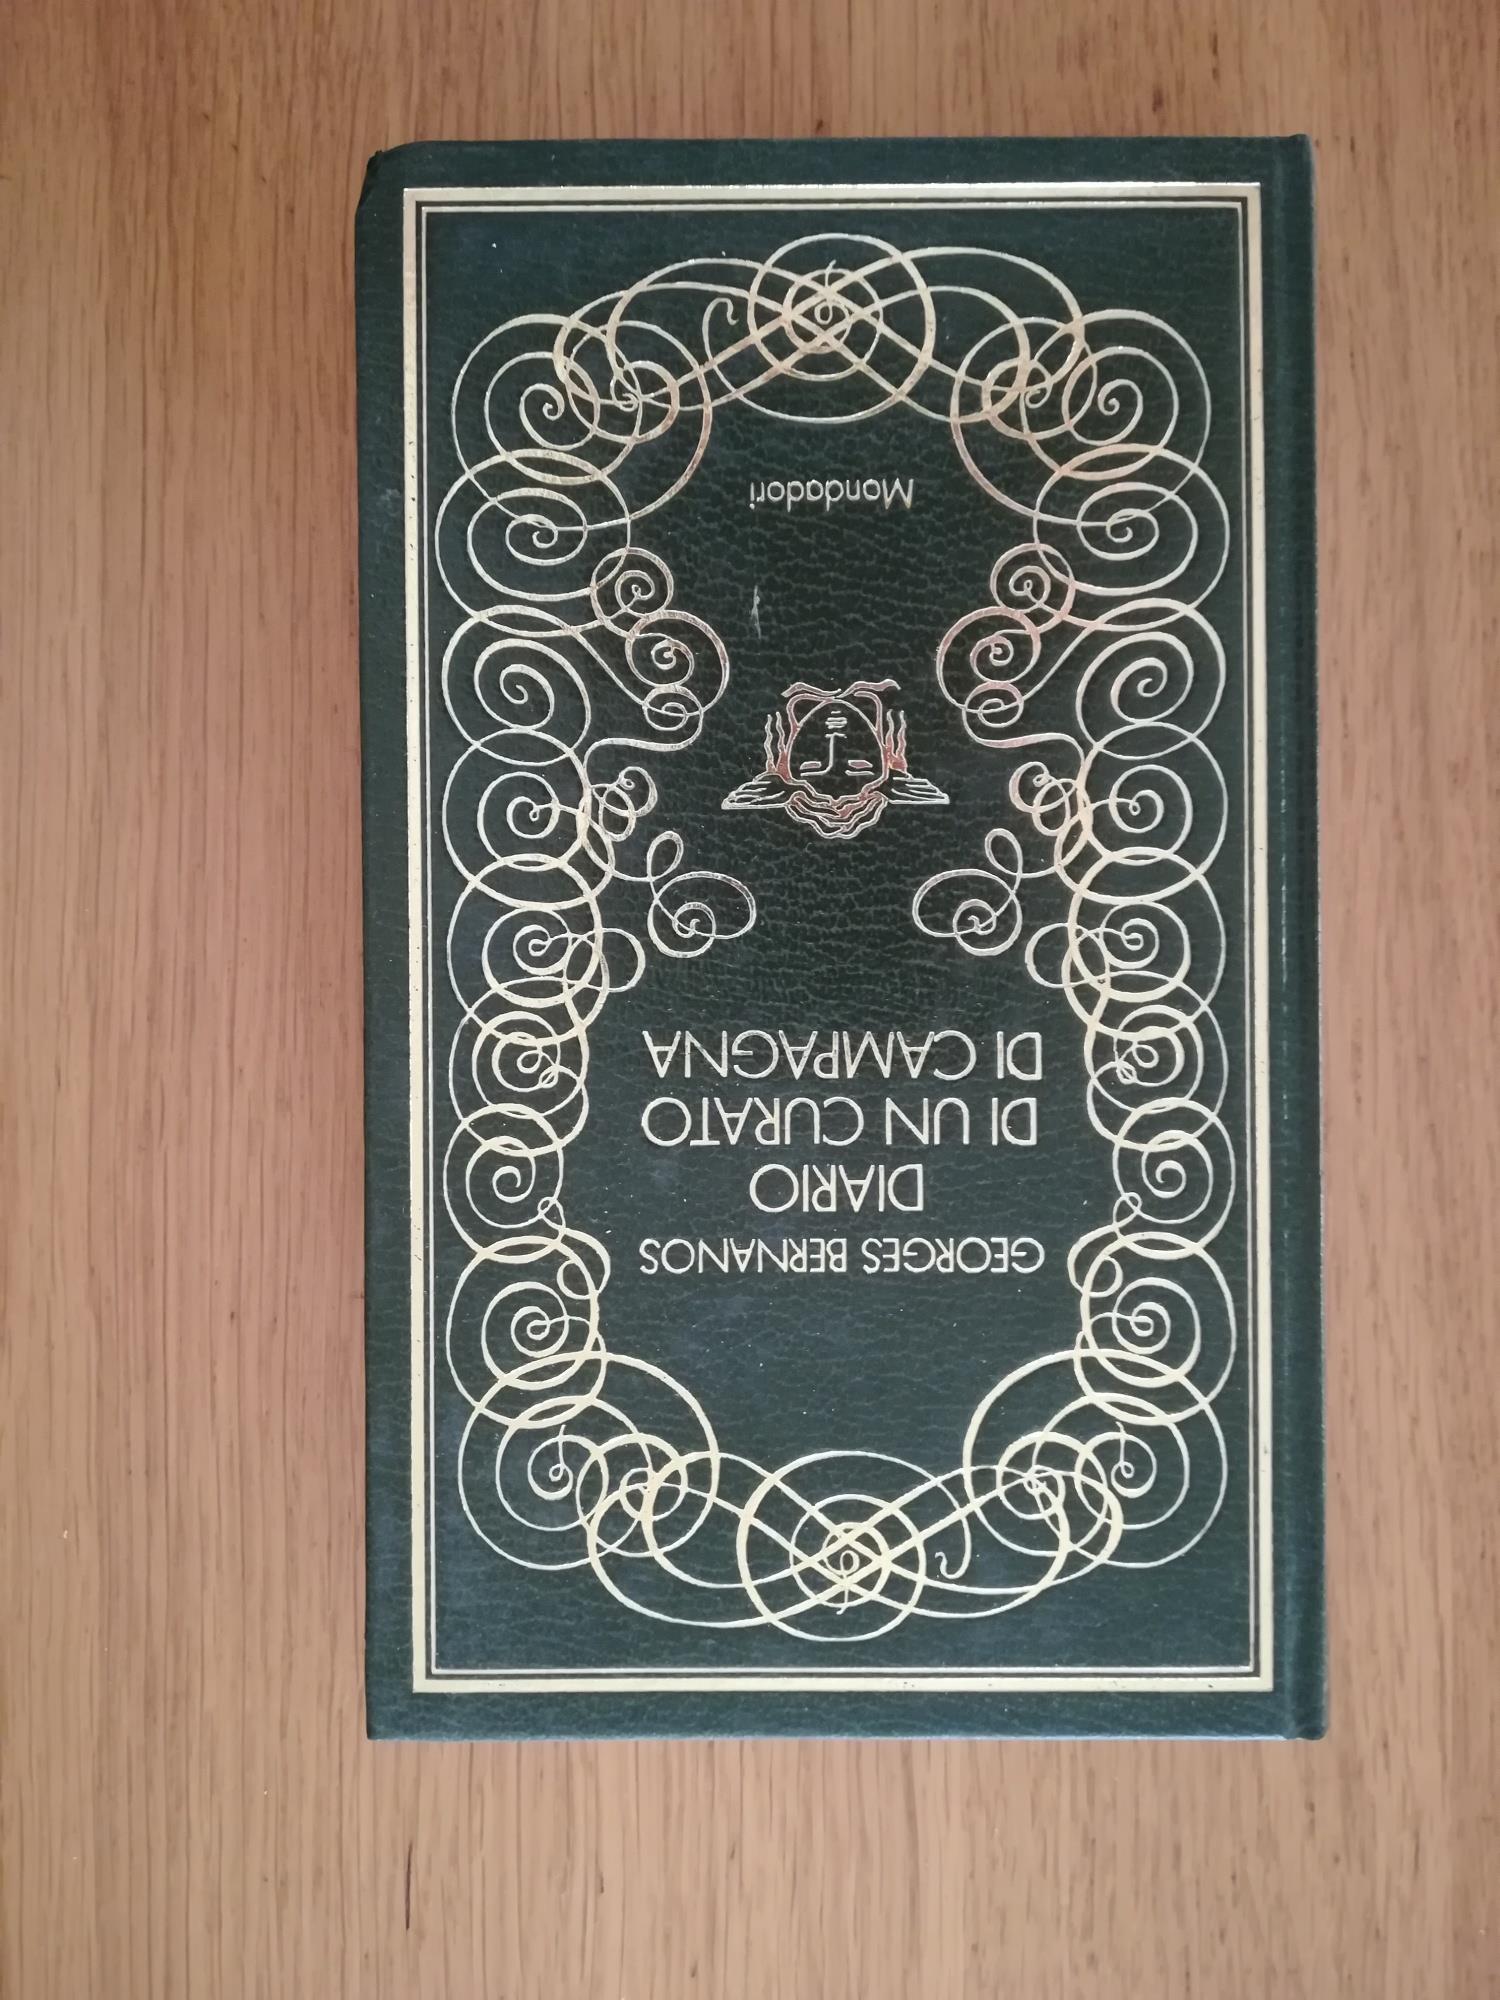 GEORGES BERNANOS
DIARIO
DI UN CURATO
DI CAMPAGNA
Mondadori